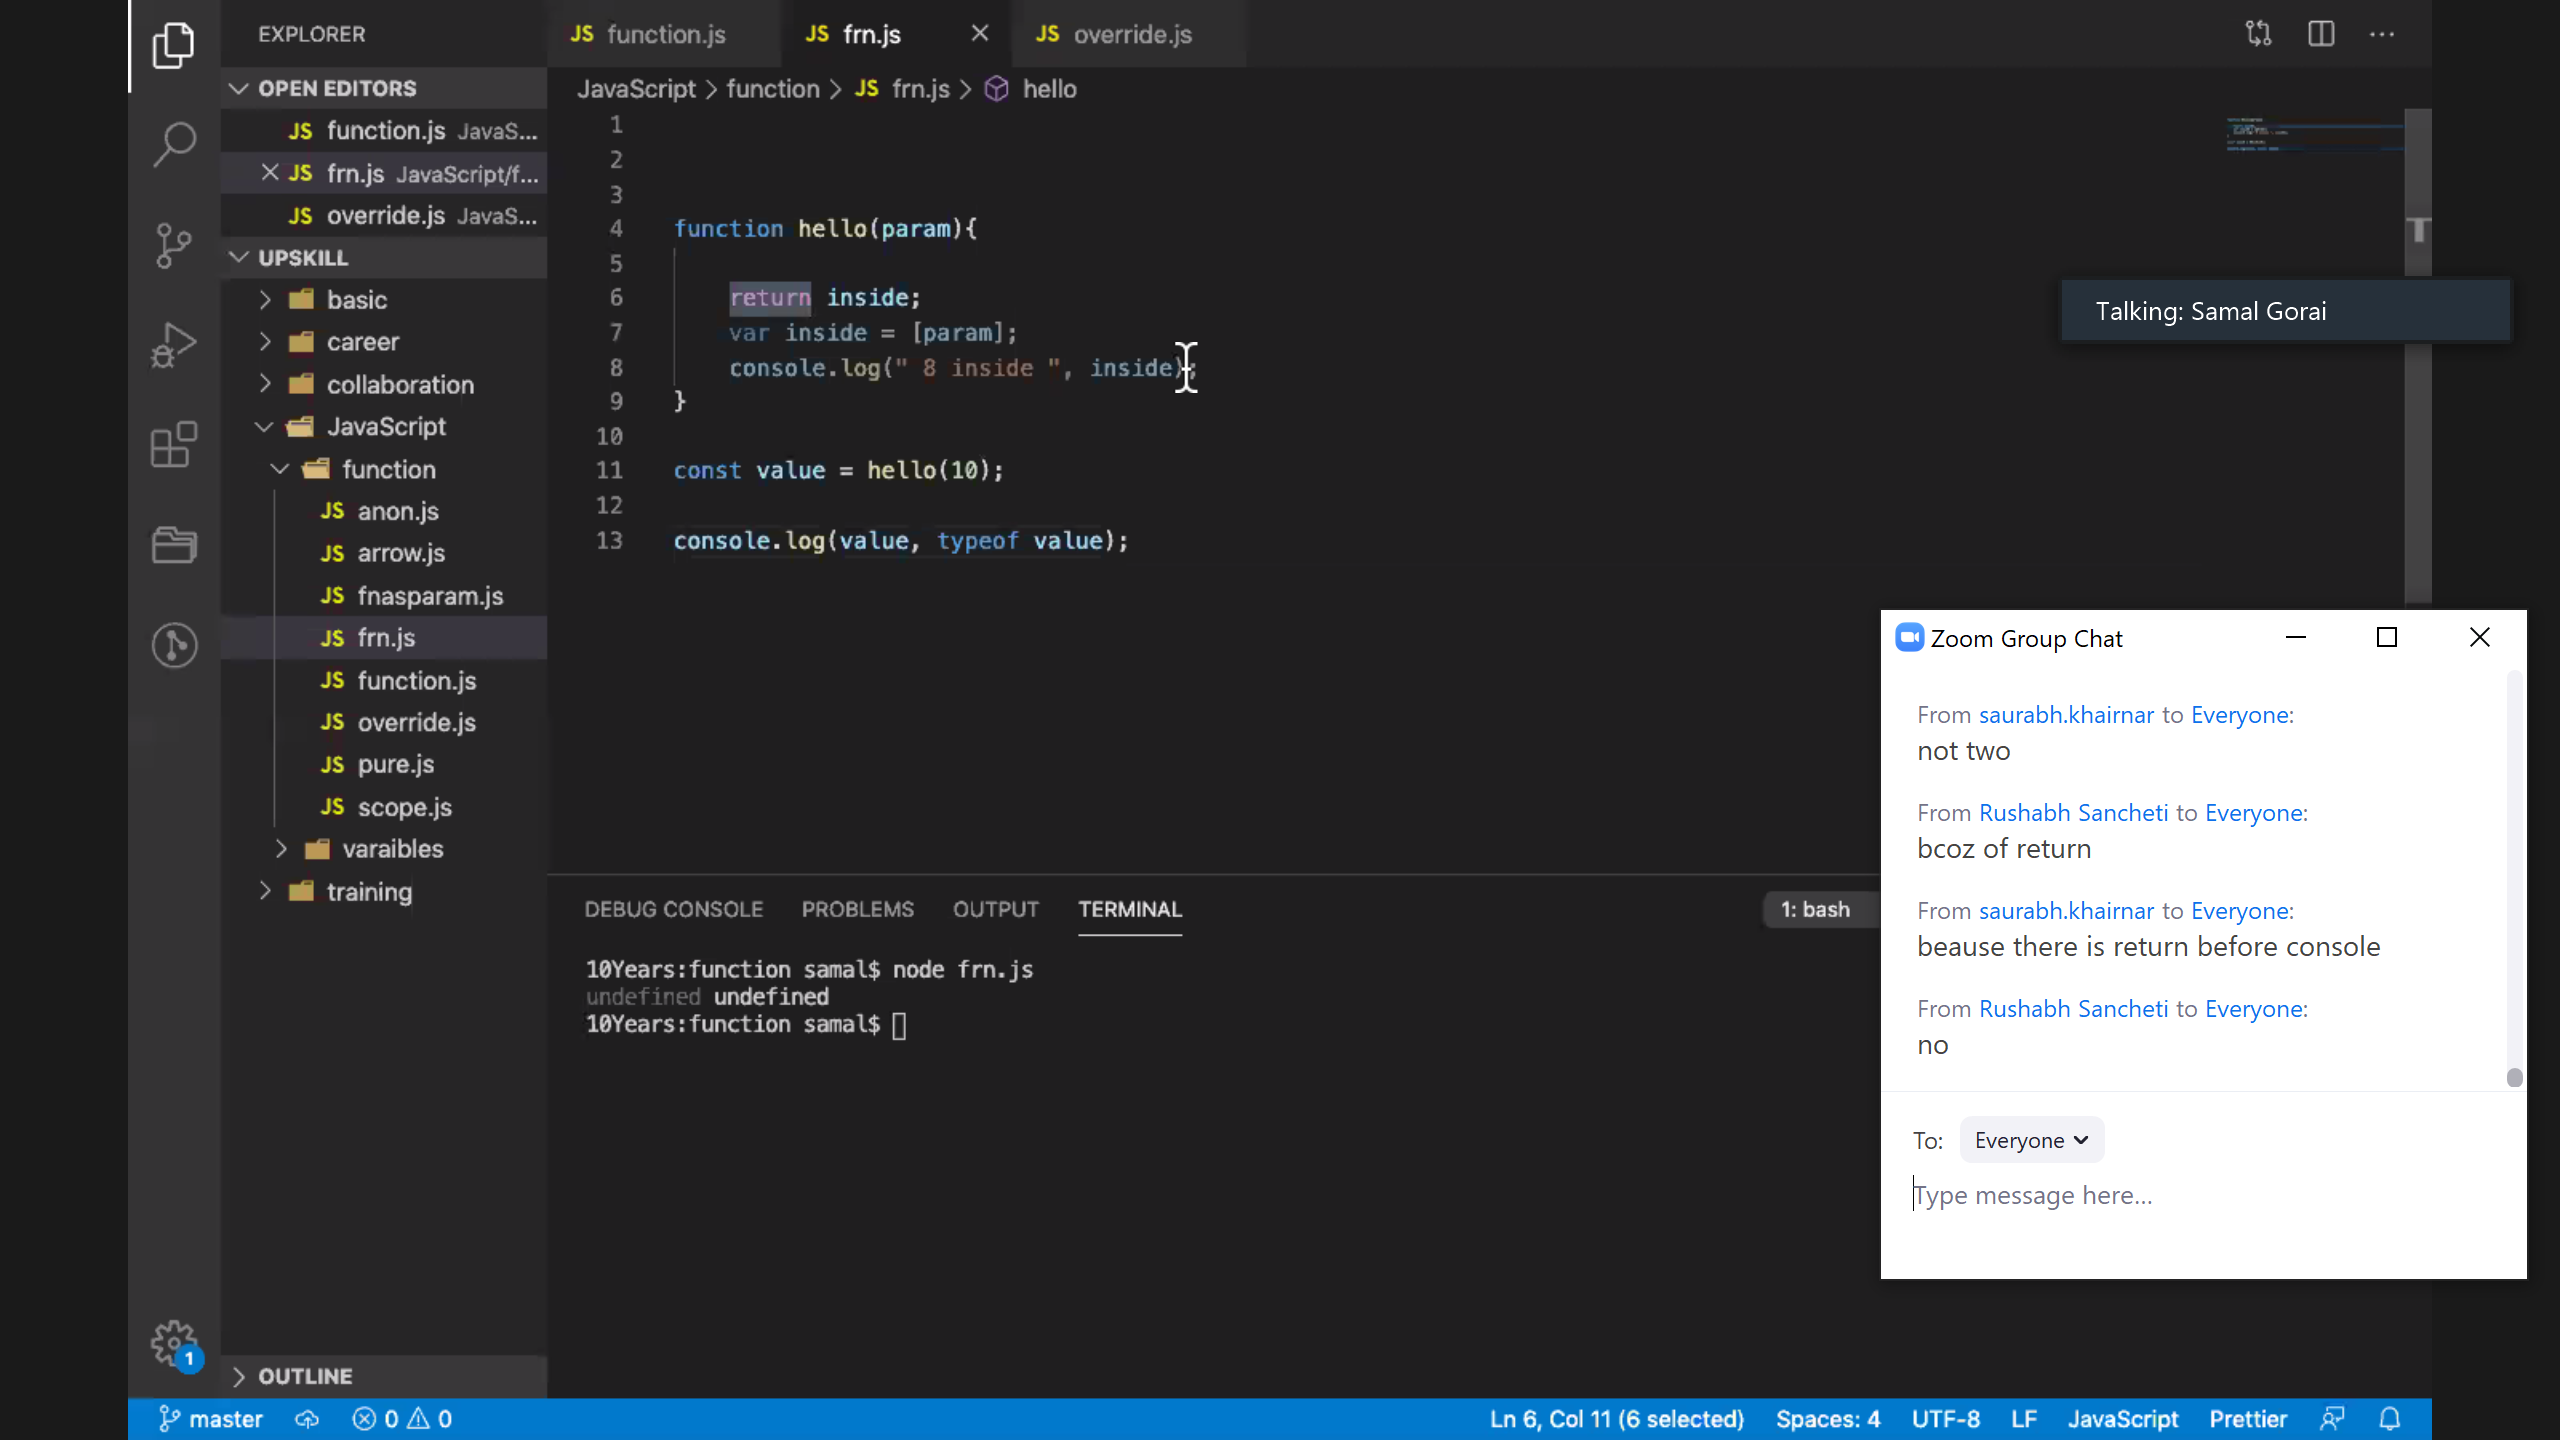 EXPLORER
OPEN EDITORS
JS function.js JavaS...
JS frn.js JavaScript/f...
JS override.js JavaS...
UPSKILL
basic
career
collaboration
JavaScript
function
JS anon.js
JS arrow.js
JS fnasparam.js
JS frn.js
JS function.js
JS override.js
JS pure.js
JS scope.js
varaibles
training
OUTLINE
1
JS function.js
JS frn.js
JS override.js
JavaScript > function > JS frn.js > hello
1
2
3
4 function hello(param){
5
6 return inside;
7 var inside = [param];
8 console.log(" 8 inside ", inside);
9 }
10
11 const value = hello(10);
12
13 console.log(value, typeof value);
Talking: Samal Gorai
DEBUG CONSOLE PROBLEMS OUTPUT TERMINAL
1: bash
10Years:function samal$ node frn.js
undefined undefined
10Years:function samal$
Zoom Group Chat
From saurabh.khairnar to Everyone:
not two
From Rushabh Sancheti to Everyone:
bcoz of return
From saurabh.khairnar to Everyone:
beause there is return before console
From Rushabh Sancheti to Everyone:
no
To: Everyone
Type message here...
master 0 0
Ln 6, Col 11 (6 selected) Spaces: 4 UTF-8 LF JavaScript Prettier